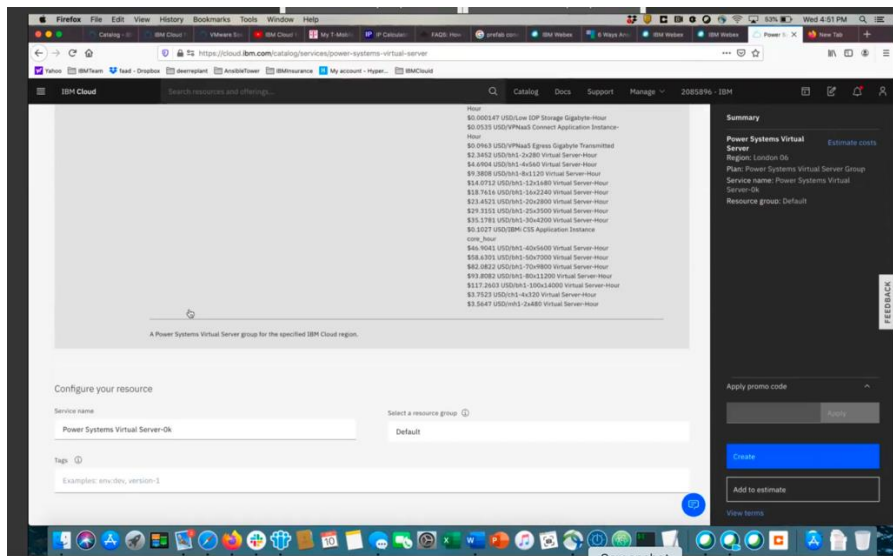 Firefox File Edit View History Bookmarks Tools Window Help
53% Wed 4:51 PM
IBM Cloud
My T-Mobile
FAQS: How
IBM Webex
New Tab
https://cloud.ibm.com/catalog/services/power-systems-virtual-server
Yahoo IBMTeam faad - Dropbox deerreplant AnsibleTower IBMInsurance My account - Hyper... IBMCloud
IBM Cloud Search resources and offerings... Catalog Docs Support Manage 2085896 - IBM
Hour
$0.000147 USD/Low IOP Storage Gigabyte-Hour
$0.0535 USD/VPNaaS Connect Application Instance-
Hour
$0.0963 USD/VPNaaS Egress Gigabyte Transmitted
$2.3452 USD/bh1-2x280 Virtual Server-Hour
$4.6904 USD/bh1-4x560 Virtual Server-Hour
$9.3808 USD/bh1-8x1120 Virtual Server-Hour
$14.0712 USD/bh1-12x1680 Virtual Server-Hour
$18.7616 USD/bh1-16x2240 Virtual Server-Hour
$23.4521 USD/bh1-20x2800 Virtual Server-Hour
$29.3151 USD/bh1-25x3500 Virtual Server-Hour
$35.1781 USD/bh1-30x4200 Virtual Server-Hour
$0.1027 USD/IBMi CSS Application Instance
core_hour
$46.9041 USD/bh1-40x5600 Virtual Server-Hour
$58.6301 USD/bh1-50x7000 Virtual Server-Hour
$82.0822 USD/bh1-70x9800 Virtual Server-Hour
$93.8082 USD/bh1-80x11200 Virtual Server-Hour
$117.2603 USD/bh1-100x14000 Virtual Server-Hour
$3.7523 USD/ch1-4x320 Virtual Server-Hour
$3.5647 USD/mh1-2x480 Virtual Server-Hour
A Power Systems Virtual Server group for the specified IBM Cloud region.
Configure your resource
Service name
Select a resource group
Power Systems Virtual Server-0k
Default
Tags
Examples: env:dev, version-1
Summary
Power Systems Virtual
Server
Estimate costs
Region: London 06
Plan: Power Systems Virtual Server Group
Service name: Power Systems Virtual
Server-0k
Resource group: Default
FEEDBACK
Apply promo code
Apply
Create
Add to estimate
View terms